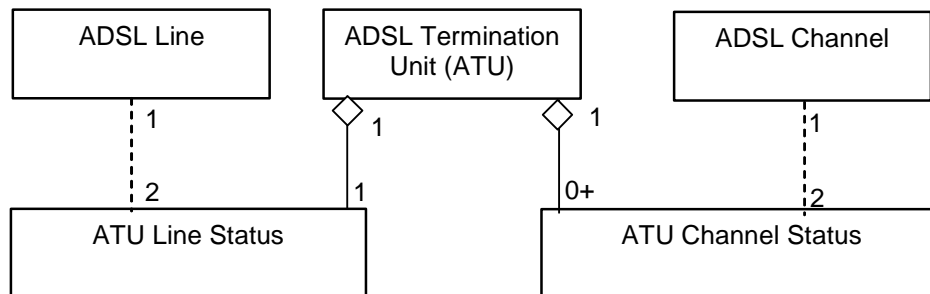 ADSL Line
ADSL Termination
Unit (ATU)
ADSL Channel
1
1
1
1
2
1
0+
2
ATU Line Status
ATU Channel Status